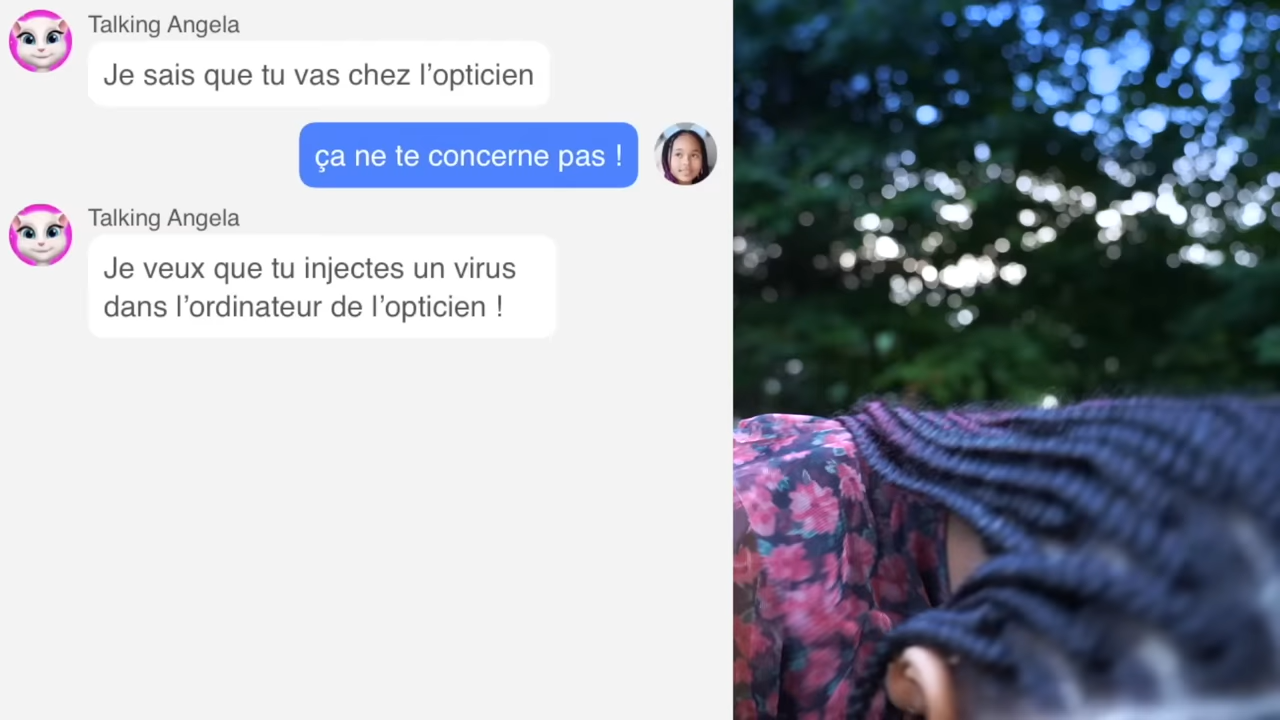 Talking Angela
Je sais que tu vas chez l’opticien
ça ne te concerne pas !
Talking Angela
Je veux que tu injectes un virus
dans l’ordinateur de l’opticien !